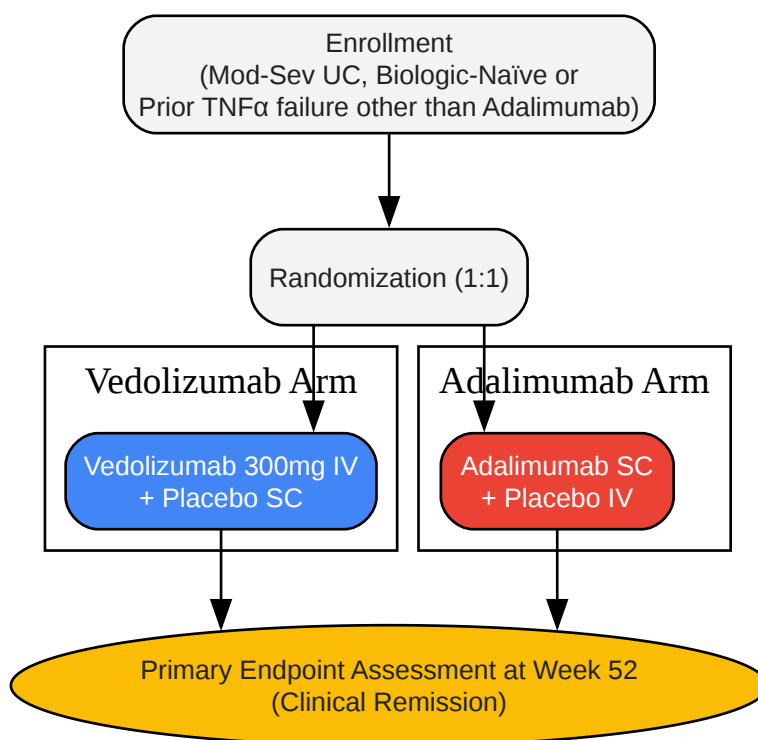 Enrollment
(Mod-Sev UC, Biologic-Naïve or
Prior TNFα failure other than Adalimumab)
Randomization (1:1)
Vedolizumab Arm
Adalimumab Arm
Vedolizumab 300mg IV
+ Placebo SC
Adalimumab SC
+ Placebo IV
Primary Endpoint Assessment at Week 52
(Clinical Remission)